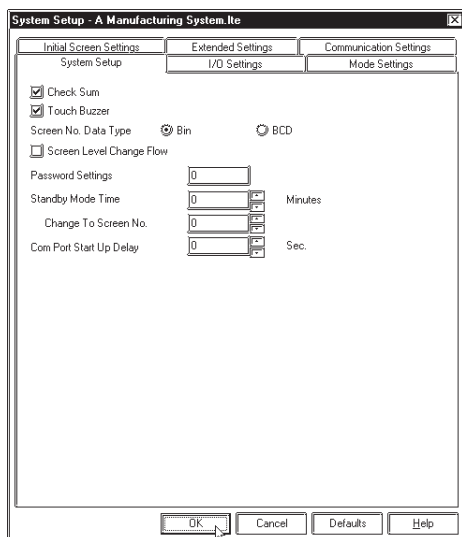 System Setup - A Manufacturing System.lte
Initial Screen Settings Extended Settings Communication Settings
System Setup I/O Settings Mode Settings
Check Sum
Touch Buzzer
Screen No. Data Type Bin BCD
Screen Level Change Flow
Password Settings 0
Standby Mode Time 0 Minutes
Change To Screen No. 0
Com Port Start Up Delay 0 Sec.
OK Cancel Defaults Help